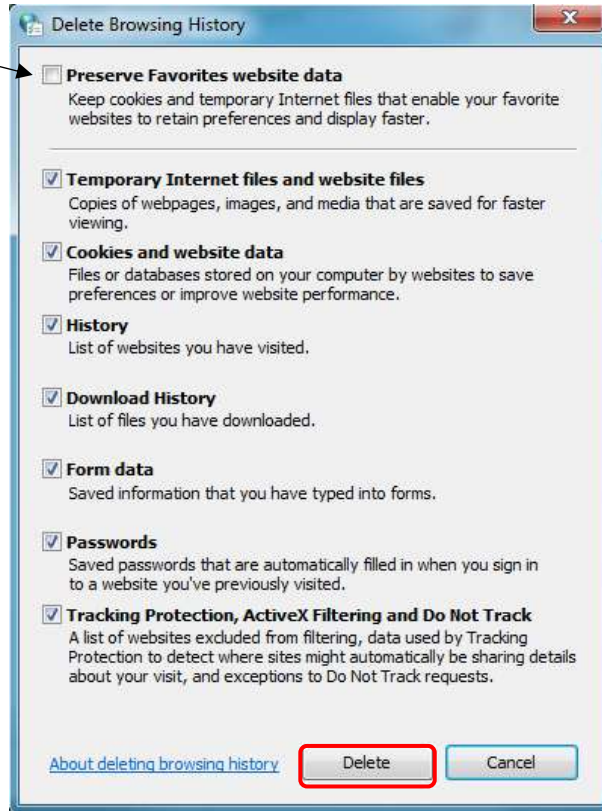 Delete Browsing History
Preserve Favorites website data
Keep cookies and temporary Internet files that enable your favorite
websites to retain preferences and display faster.
Temporary Internet files and website files
Copies of webpages, images, and media that are saved for faster
viewing.
Cookies and website data
Files or databases stored on your computer by websites to save
preferences or improve website performance.
History
List of websites you have visited.
Download History
List of files you have downloaded.
Form data
Saved information that you have typed into forms.
Passwords
Saved passwords that are automatically filled in when you sign in
to a website you've previously visited.
Tracking Protection, ActiveX Filtering and Do Not Track
A list of websites excluded from filtering, data used by Tracking
Protection to detect where sites might automatically be sharing details
about your visit, and exceptions to Do Not Track requests.
About deleting browsing history Delete Cancel